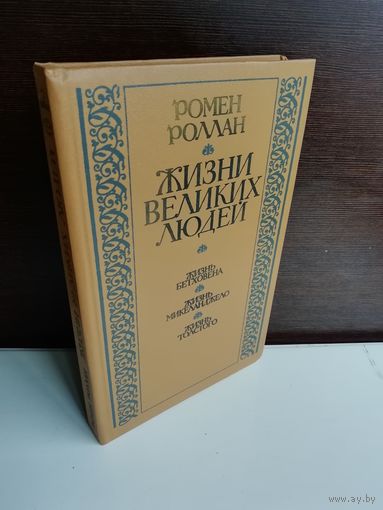 РОМЕН
РОЛЛАН
ЖИЗНИ
ВЕЛИКИХ
ЛЮДЕЙ
ЖИЗНЬ
БЕТХОВЕНА
ЖИЗНЬ
МИКЕЛАНДЖЕЛО
ЖИЗНЬ
ТОЛСТОГО
www.ay.by